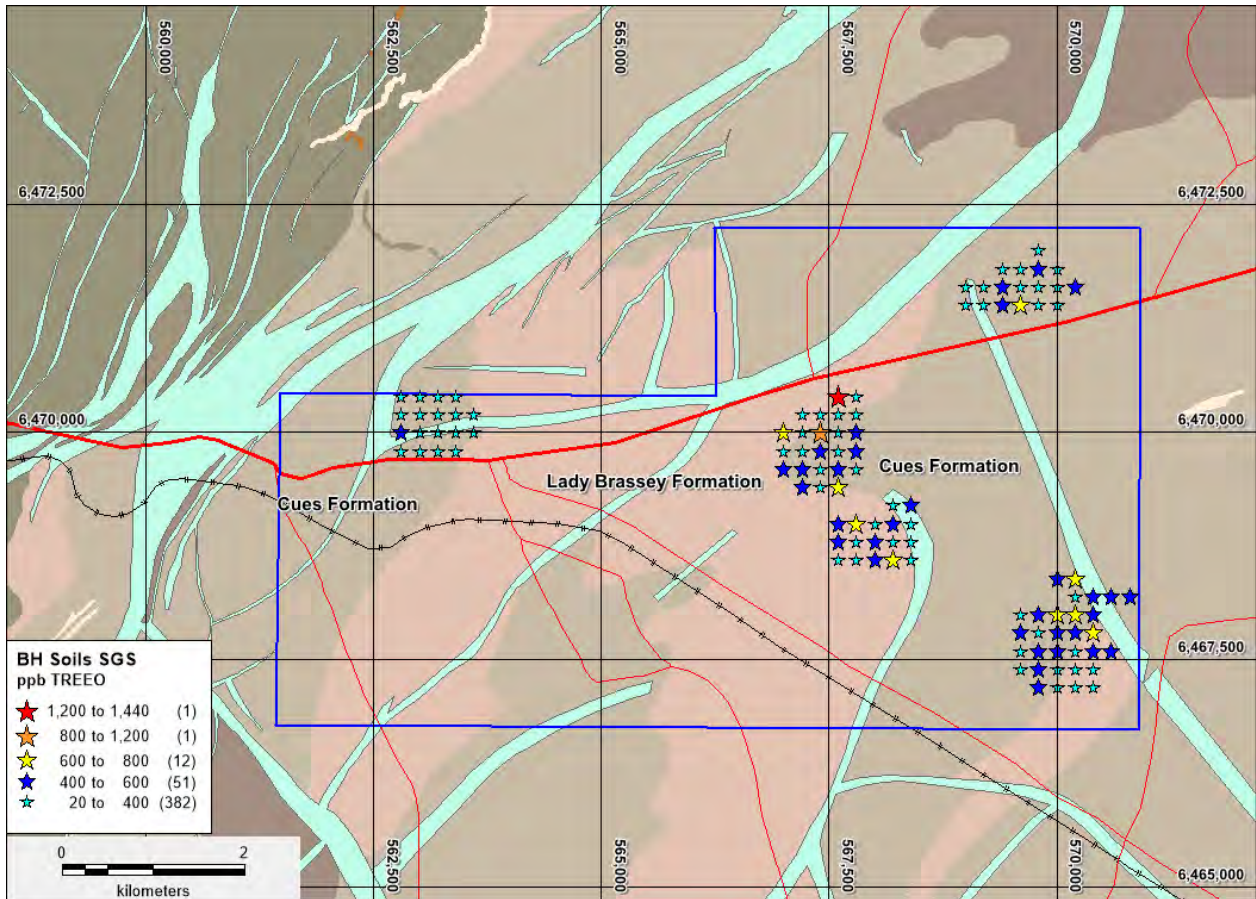 560,000
562,500
565,000
567,500
570,000
6,472,500
6,472,500
6,470,000
6,470,000
Lady Brassey Formation
Cues Formation
Cues Formation
6,467,500
6,467,500
BH Soils SGS
ppb TREEO
1,200 to 1,440 (1)
800 to 1,200 (1)
600 to 800 (12)
400 to 600 (51)
20 to 400 (382)
0 2
kilometers
562,500
565,000
567,500
570,000
6,465,000